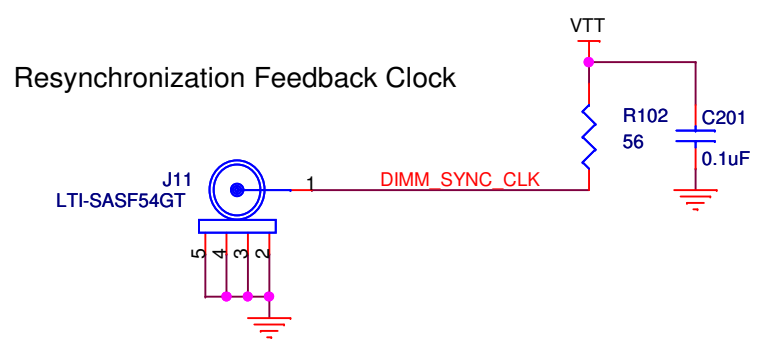 VTT
Resynchronization Feedback Clock
R102
56
C201
0.1uF
J11
LTI-SASF54GT
1
DIMM_SYNC_CLK
5
4
3
2